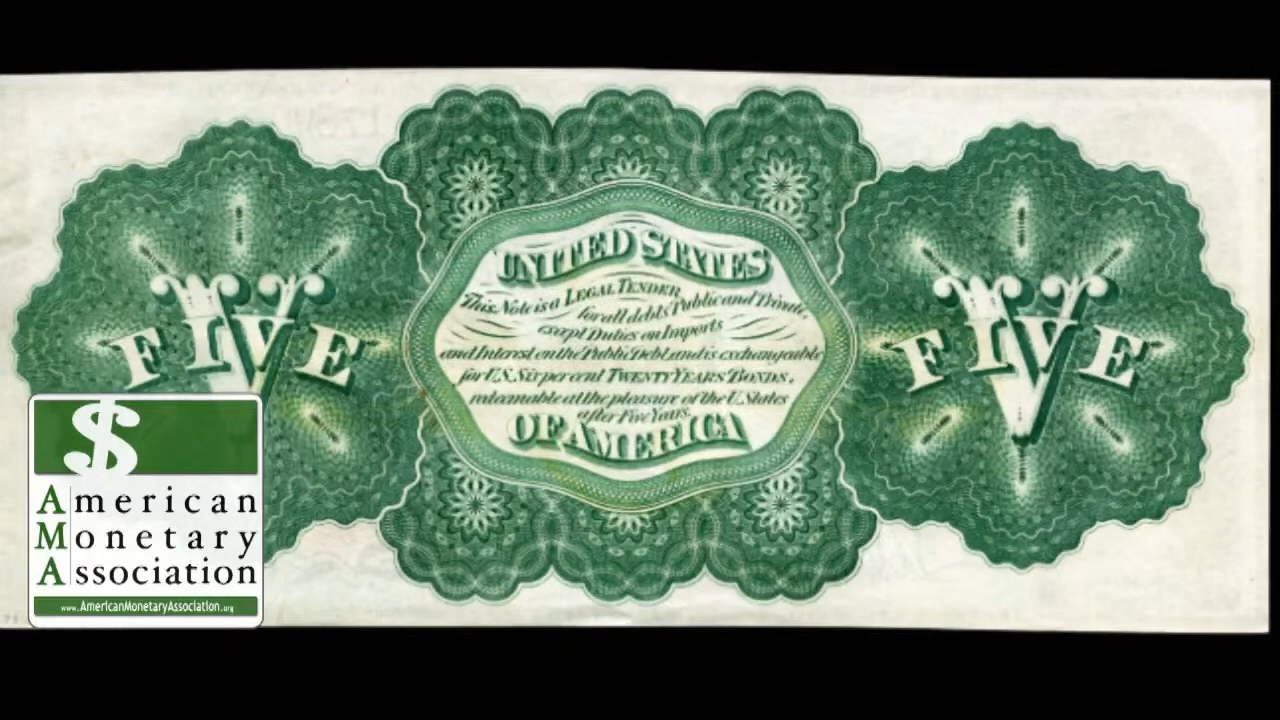 UNITED STATES
This Note is a LEGAL TENDER
for all debts Public and Private,
except Duties on Imports
and Interest on the Public Debt, and is exchangeable
for U.S. Six per cent TWENTY YEARS BONDS,
redeemable at the pleasure of the U. States
after Five Years.
OF AMERICA
V
FIVE
V
FIVE
$
American
Monetary
Association
www.AmericanMonetaryAssociation.org